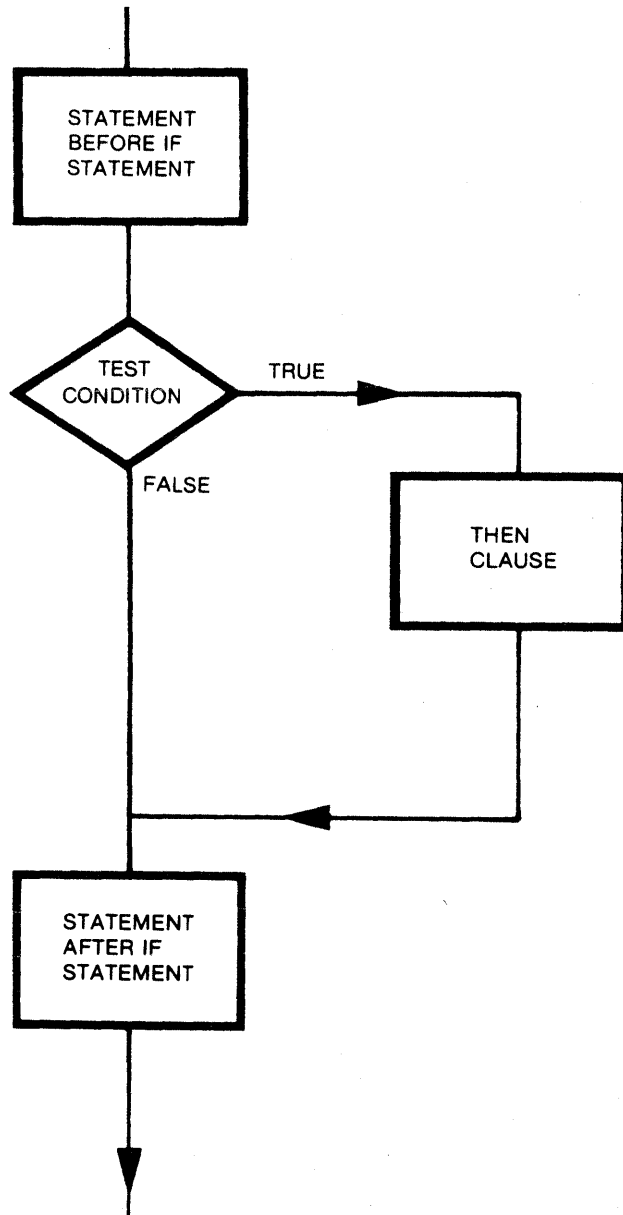 STATEMENT
BEFORE IF
STATEMENT
TEST
CONDITION
TRUE
FALSE
THEN
CLAUSE
STATEMENT
AFTER IF
STATEMENT